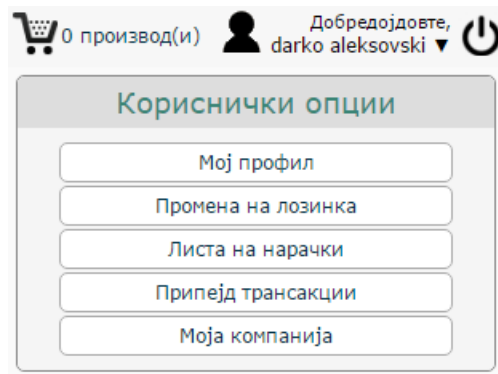 0 производ(и)
Добредојдовте,
darko aleksovski ▼
Кориснички опции
Мој профил
Промена на лозинка
Листа на нарачки
Припејд трансакции
Моја компанија